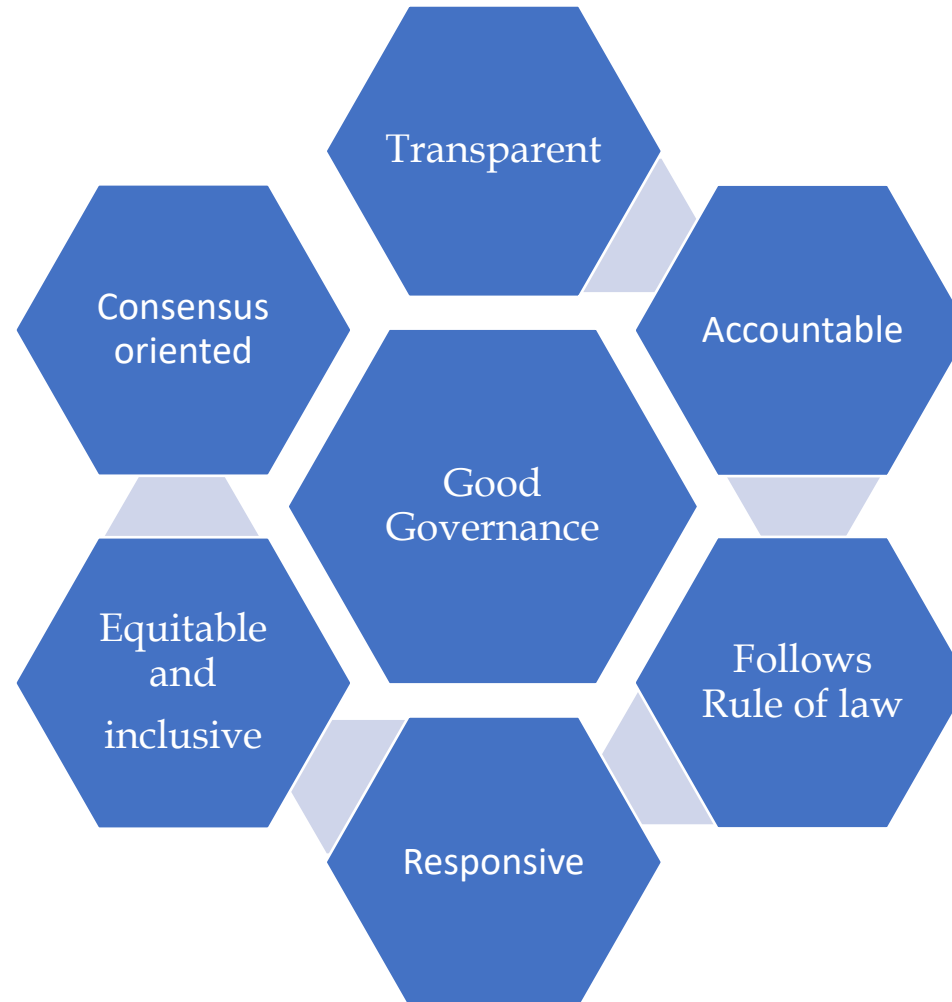 Transparent
Accountable
Follows
Rule of law
Responsive
Equitable
and
inclusive
Consensus
oriented
Good
Governance